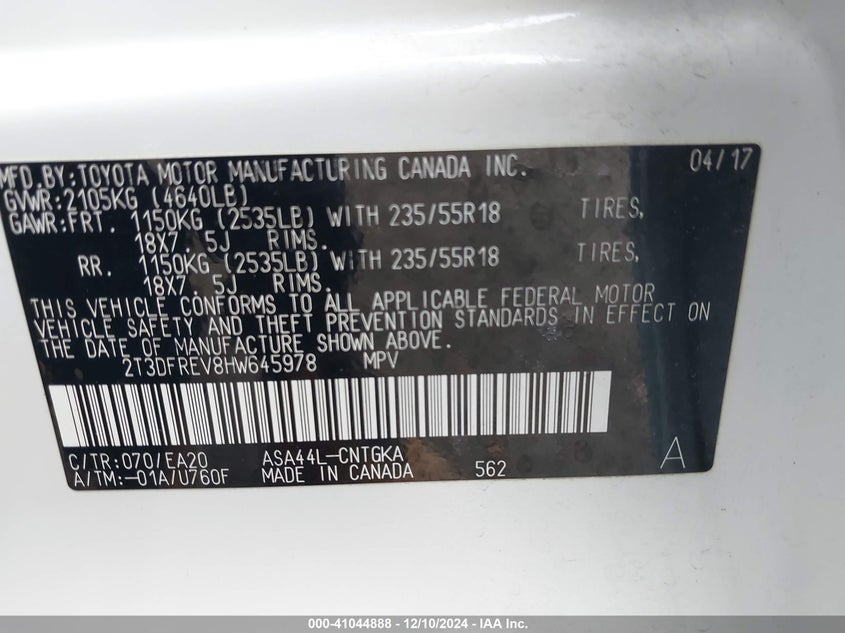 MFD.BY:TOYOTA MOTOR MANUFACTURING CANADA INC. 04/17
GVWR:2105KG (4640LB)
GAWR:FRT. 1150KG (2535LB) WITH 235/55R18 TIRES,
18X7. 5J RIMS.
RR. 1150KG (2535LB) WITH 235/55R18 TIRES,
18X7 5J RIMS.
THIS VEHICLE CONFORMS TO ALL APPLICABLE FEDERAL MOTOR
VEHICLE SAFETY AND THEFT PREVENTION STANDARDS IN EFFECT ON
THE DATE OF MANUFACTURE SHOWN ABOVE.
2T3DFREV8HW645978 MPV
C/TR:070/EA20 ASA44L-CNTGKA A
A/TM:-01A/U760F MADE IN CANADA 562
000-41044888 - 12/10/2024 - IAA Inc.